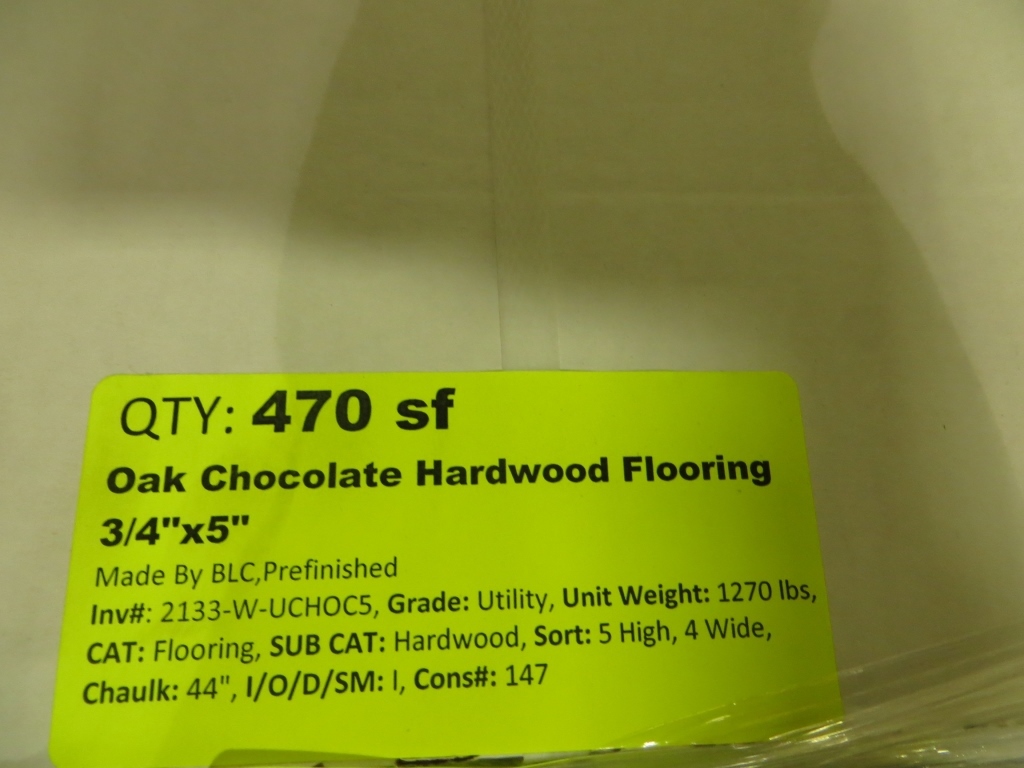 QTY: 470 sf
Oak Chocolate Hardwood Flooring
3/4"x5"
Made By BLC,Prefinished
Inv#: 2133-W-UCHOC5, Grade: Utility, Unit Weight: 1270 lbs,
CAT: Flooring, SUB CAT: Hardwood, Sort: 5 High, 4 Wide,
Chaulk: 44", I/O/D/SM: I, Cons#: 147